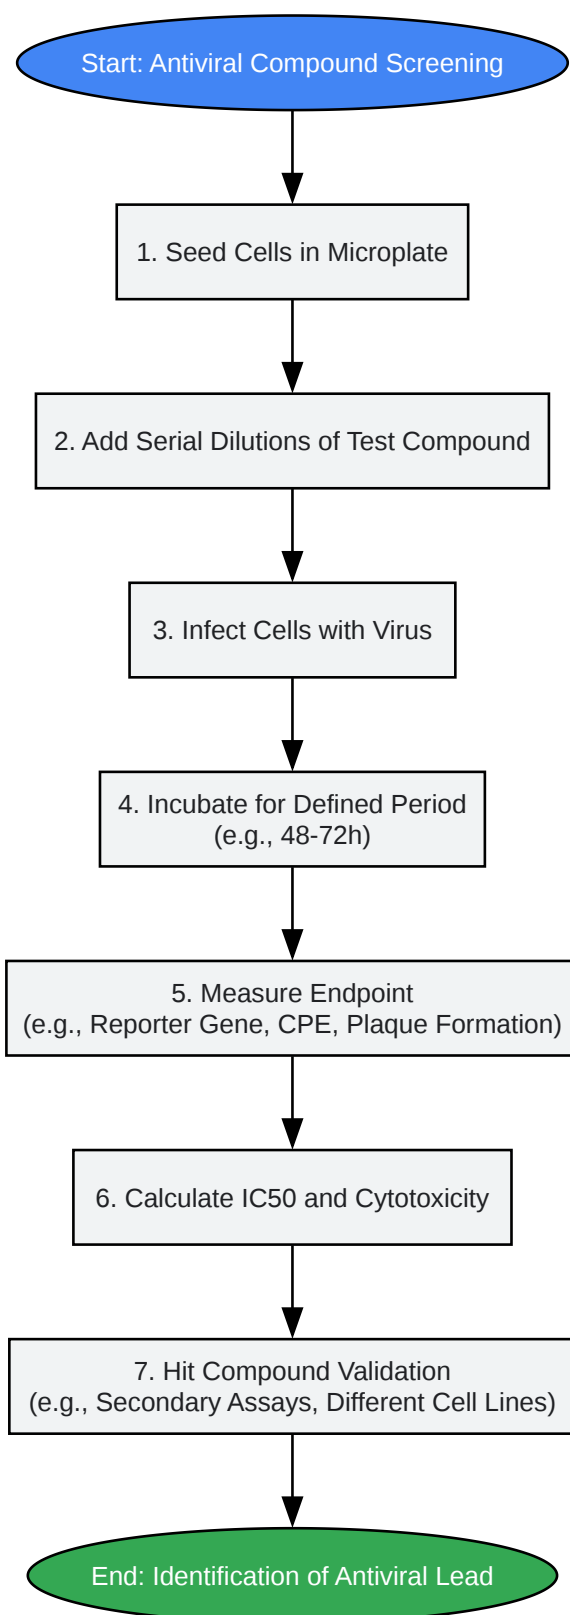 Start: Antiviral Compound Screening
1. Seed Cells in Microplate
2. Add Serial Dilutions of Test Compound
3. Infect Cells with Virus
4. Incubate for Defined Period
(e.g., 48-72h)
5. Measure Endpoint
(e.g., Reporter Gene, CPE, Plaque Formation)
6. Calculate IC50 and Cytotoxicity
7. Hit Compound Validation
(e.g., Secondary Assays, Different Cell Lines)
End: Identification of Antiviral Lead